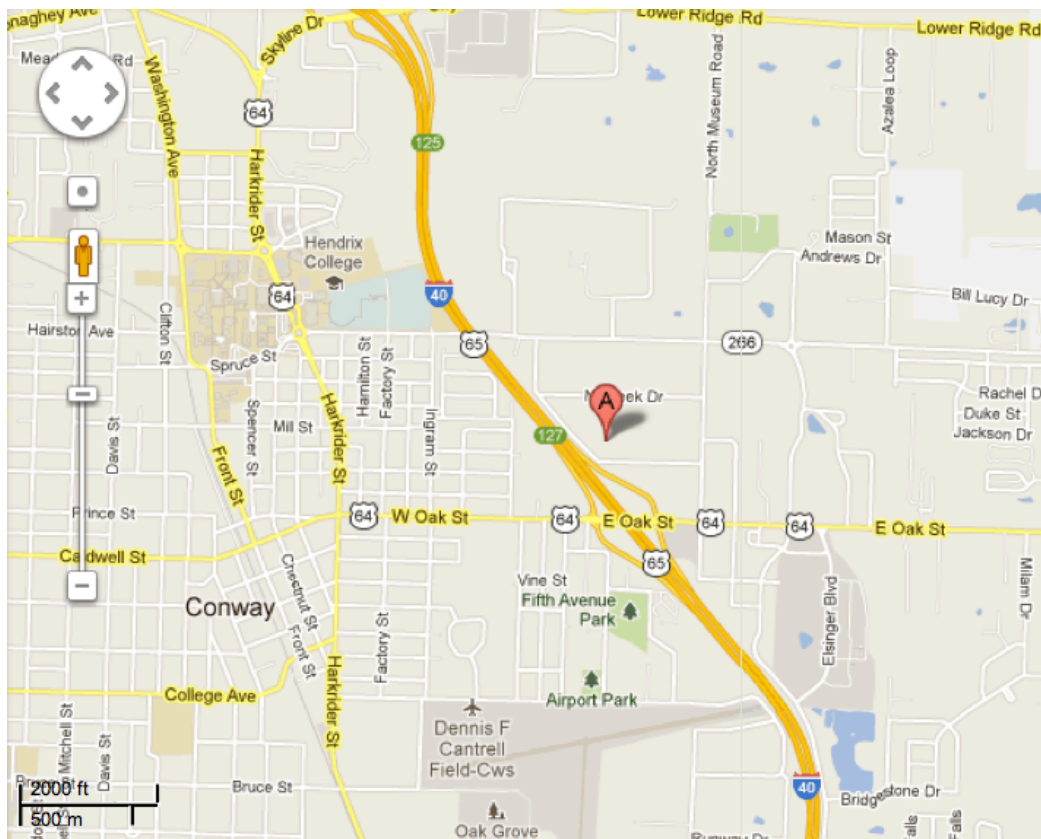 Lower Ridge Rd
Lower Ridge Rd
Skyline Dr
Washington Ave
64
Harkrider St
125
North Museum Road
Azalea Loop
Hendrix
College
Mason St
Andrews Dr
64
40
Bill Lucy Dr
Hairston Ave
Clifton St
65
266
Spruce St
Hamilton St
Factory St
Rachel D
Duke St
Jackson Dr
A
Harkrider St
Ingram St
Spencer St
Mill St
Davis St
Front St
127
Prince St
64
W Oak St
64
E Oak St
64
64
E Oak St
Caldwell St
65
Chestnut St
Front St
Vine St
Fifth Avenue
Park
Milam Dr
Elsinger Blvd
Conway
Factory St
Harkrider St
College Ave
Airport Park
Dennis F
Cantrell
Field-Cws
Mitchell St
Davis St
Bruce St
40
2000 ft
500 m
Oak Grove
Falls
Falls